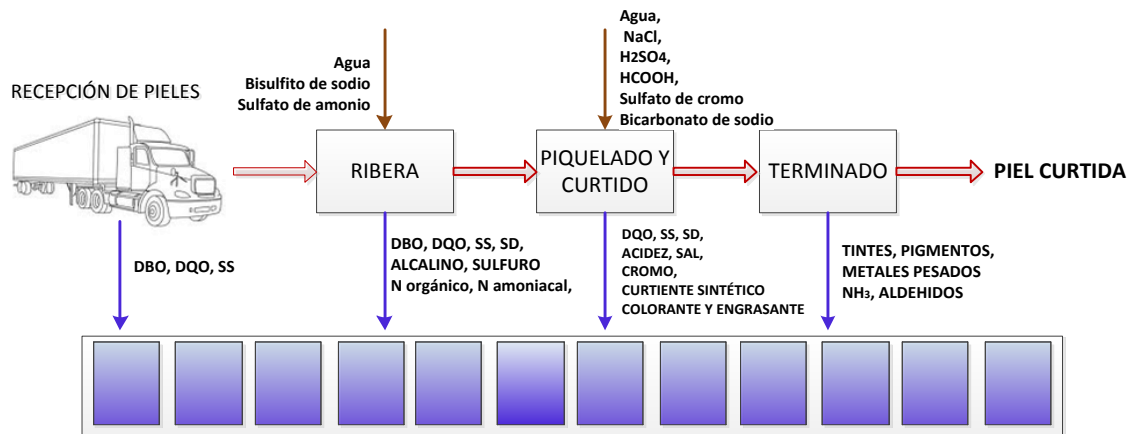 RECEPCIÓN DE PIELES
Agua
Bisulfito de sodio
Sulfato de amonio
Agua,
NaCl,
H2SO4,
HCOOH,
Sulfato de cromo
Bicarbonato de sodio
RIBERA
PIQUELADO Y
CURTIDO
TERMINADO
PIEL CURTIDA
DBO, DQO, SS
DBO, DQO, SS, SD,
ALCALINO, SULFURO
N orgánico, N amoniacal,
DQO, SS, SD,
ACIDEZ, SAL,
CROMO,
CURTIENTE SINTÉTICO
COLORANTE Y ENGRASANTE
TINTES, PIGMENTOS,
METALES PESADOS
NH₃, ALDEHIDOS